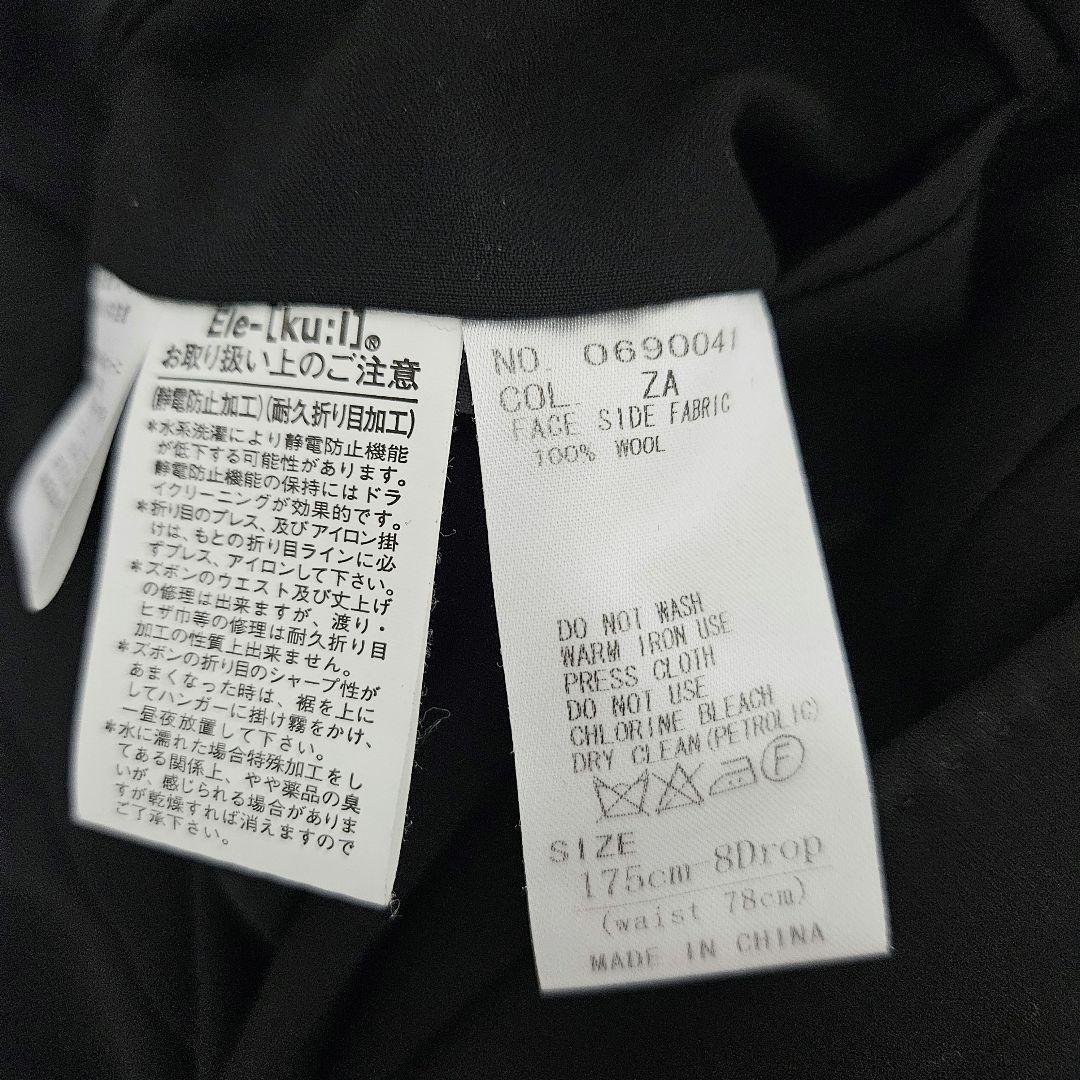 Ele-[ku:l]®
お取り扱い上のご注意
(静電防止加工)(耐久折り目加工)
*水系洗濯により静電防止機能
が低下する可能性があります。
静電防止機能の保持にはドラ
イクリーニングが効果的です。
*折り目のプレス、及びアイロン掛
けは、もとの折り目ラインに必
ずプレス、アイロンして下さい。
*ズボンのウエスト及び丈上げ
の修理は出来ますが、渡り・
ヒザ巾等の修理は耐久折り目
加工の性質上出来ません。
*ズボンの折り目のシャープ性が
あまくなった時は、裾を上に
してハンガーに掛け霧をかけ、
一昼夜放置して下さい。
*水に濡れた場合特殊加工をし
てある関係上、やや薬品の臭
いが、感じられる場合がありま
すが乾燥すれば消えますので
ご了承下さい。
NO. 0690041
COL. ZA
FACE SIDE FABRIC
100% WOOL
DO NOT WASH
WARM IRON USE
PRESS CLOTH
DO NOT USE
CHLORINE BLEACH
DRY CLEAN(PETROLIC)
F
SIZE
175cm-8Drop
(waist 78cm)
MADE IN CHINA